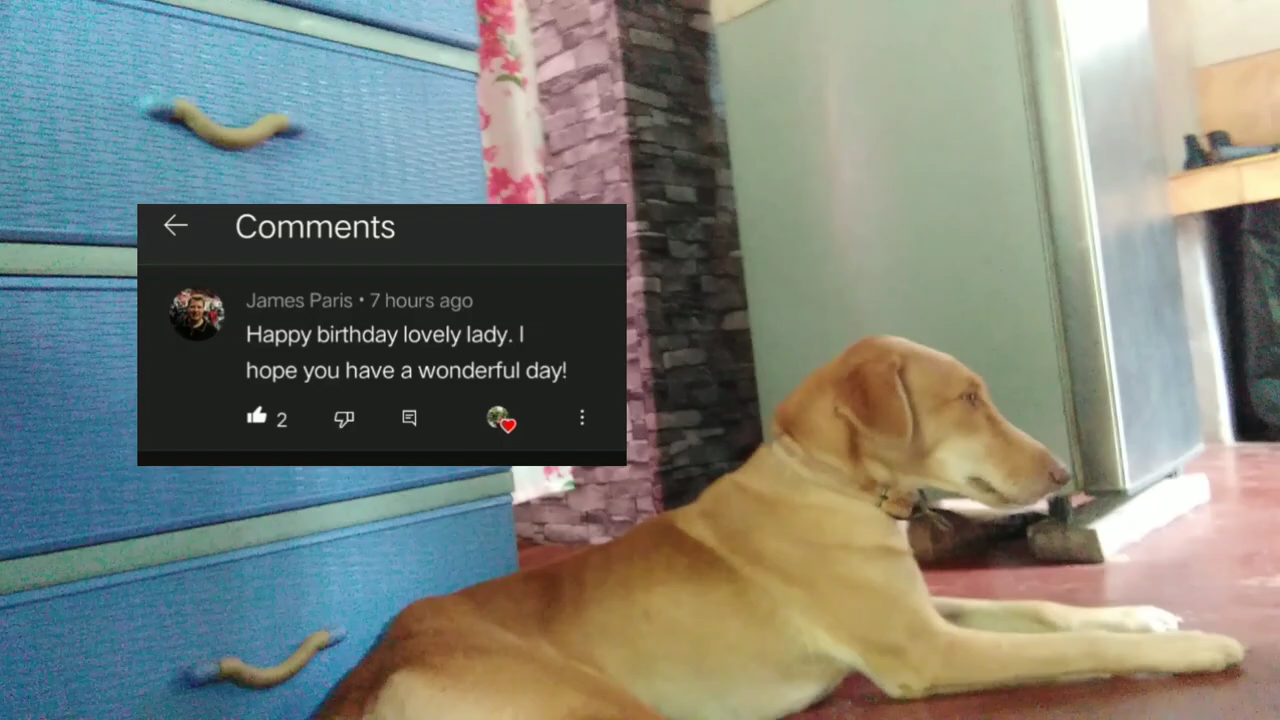 Comments
James Paris • 7 hours ago
Happy birthday lovely lady. I
hope you have a wonderful day!
2